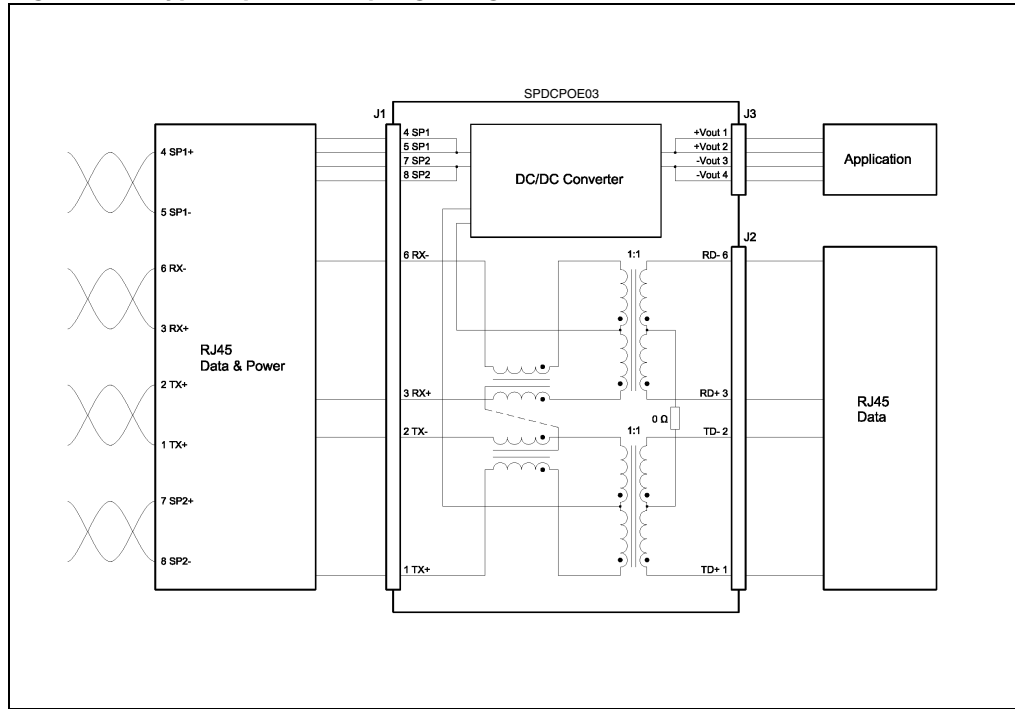 SPDCPOE03
J1
J3
4 SP1+
5 SP1-
6 RX-
3 RX+
2 TX+
1 TX+
7 SP2+
8 SP2-
RJ45
Data & Power
4 SP1
5 SP1
7 SP2
8 SP2
6 RX-
3 RX+
2 TX-
1 TX+
DC/DC Converter
1:1
1:1
0 Ω
+Vout 1
+Vout 2
-Vout 3
-Vout 4
J2
RD- 6
RD+ 3
TD- 2
TD+ 1
Application
RJ45
Data